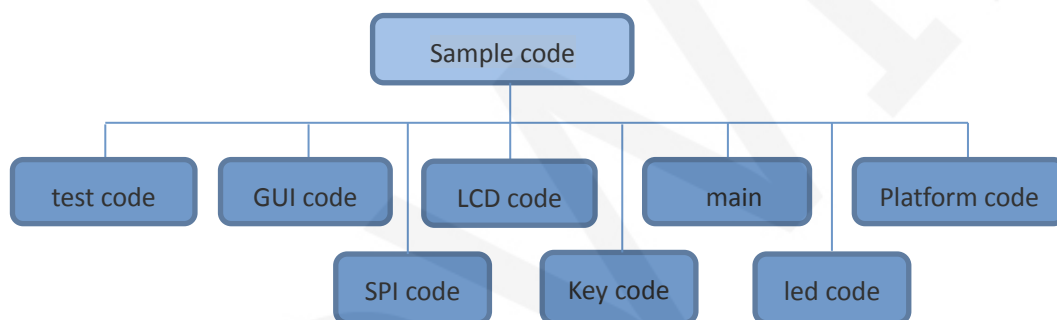 Sample code
test code
GUI code
LCD code
main
Platform code
SPI code
Key code
led code